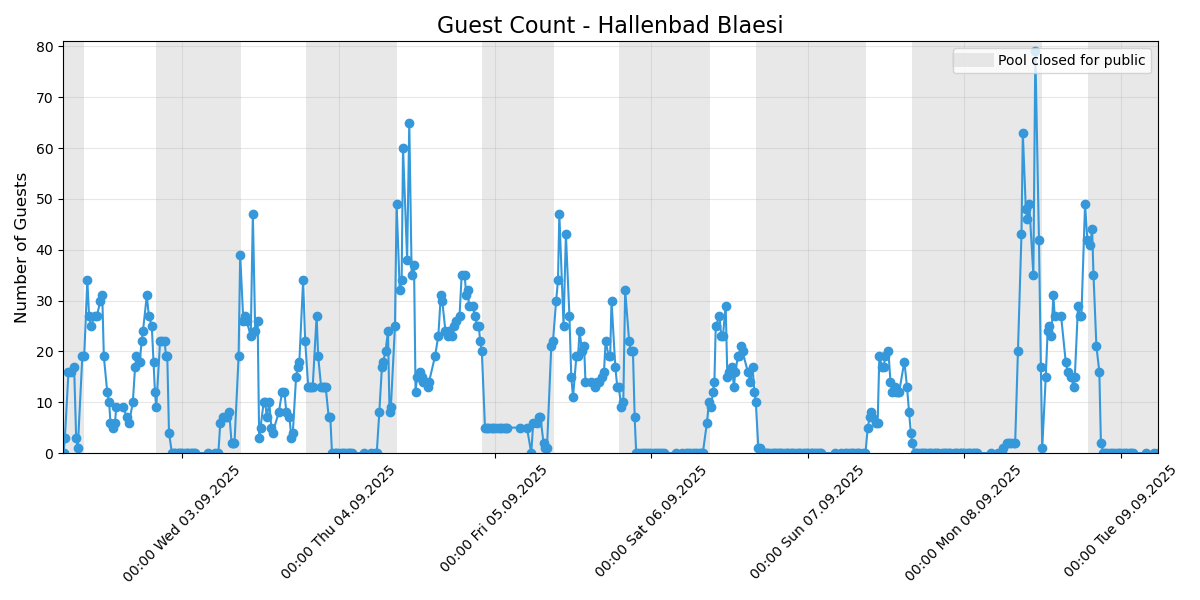 Guest Count - Hallenbad Blaesi
Pool closed for public
Number of Guests
80
70
60
50
40
30
20
10
0
00:00 Wed 03.09.2025
00:00 Thu 04.09.2025
00:00 Fri 05.09.2025
00:00 Sat 06.09.2025
00:00 Sun 07.09.2025
00:00 Mon 08.09.2025
00:00 Tue 09.09.2025